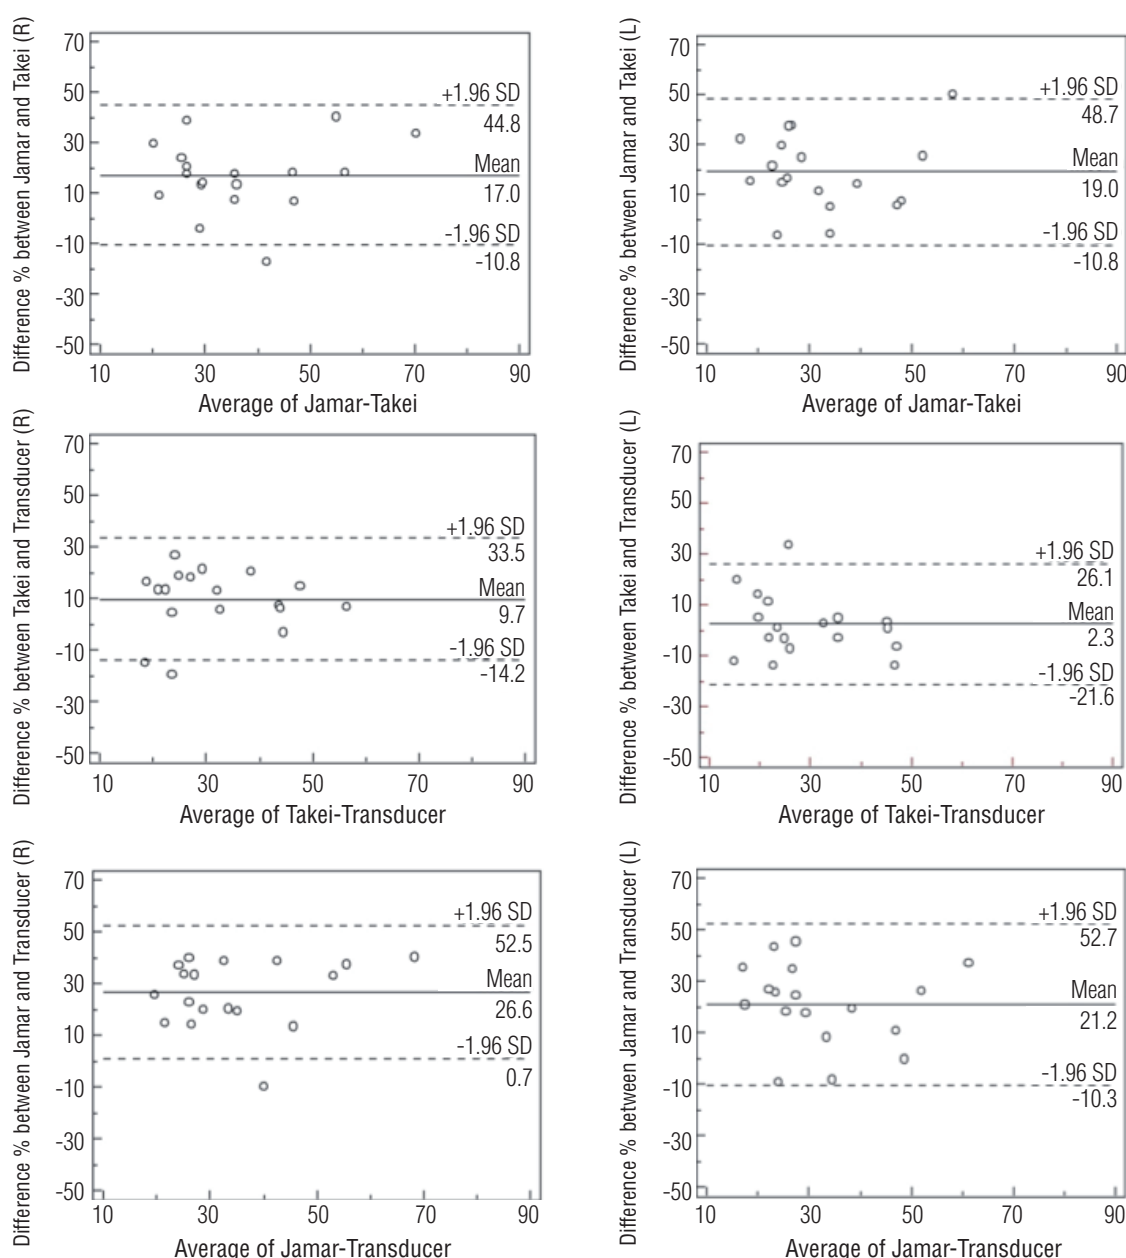 Difference % between Jamar and Takei (R)
70
50
30
10
-10
-30
-50
+1.96 SD
44.8
Mean
17.0
-1.96 SD
-10.8
10 30 50 70 90
Average of Jamar-Takei
Difference % between Jamar and Takei (L)
70
50
30
10
-10
-30
-50
+1.96 SD
48.7
Mean
19.0
-1.96 SD
-10.8
10 30 50 70 90
Average of Jamar-Takei
Difference % between Takei and Transducer (R)
70
50
30
10
-10
-30
-50
+1.96 SD
33.5
Mean
9.7
-1.96 SD
-14.2
10 30 50 70 90
Average of Takei-Transducer
Difference % between Takei and Transducer (L)
70
50
30
10
-10
-30
-50
+1.96 SD
26.1
Mean
2.3
-1.96 SD
-21.6
10 30 50 70 90
Average of Takei-Transducer
Difference % between Jamar and Transducer (R)
70
50
30
10
-10
-30
-50
+1.96 SD
52.5
Mean
26.6
-1.96 SD
0.7
10 30 50 70 90
Average of Jamar-Transducer
Difference % between Jamar and Transducer (L)
70
50
30
10
-10
-30
-50
+1.96 SD
52.7
Mean
21.2
-1.96 SD
-10.3
10 30 50 70 90
Average of Jamar-Transducer